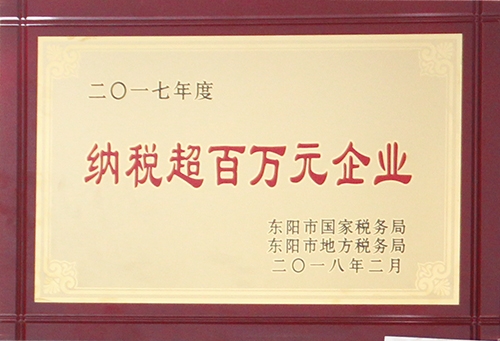 二〇一七年度
纳税超百万元企业
东阳市国家税务局
东阳市地方税务局
二〇一八年二月